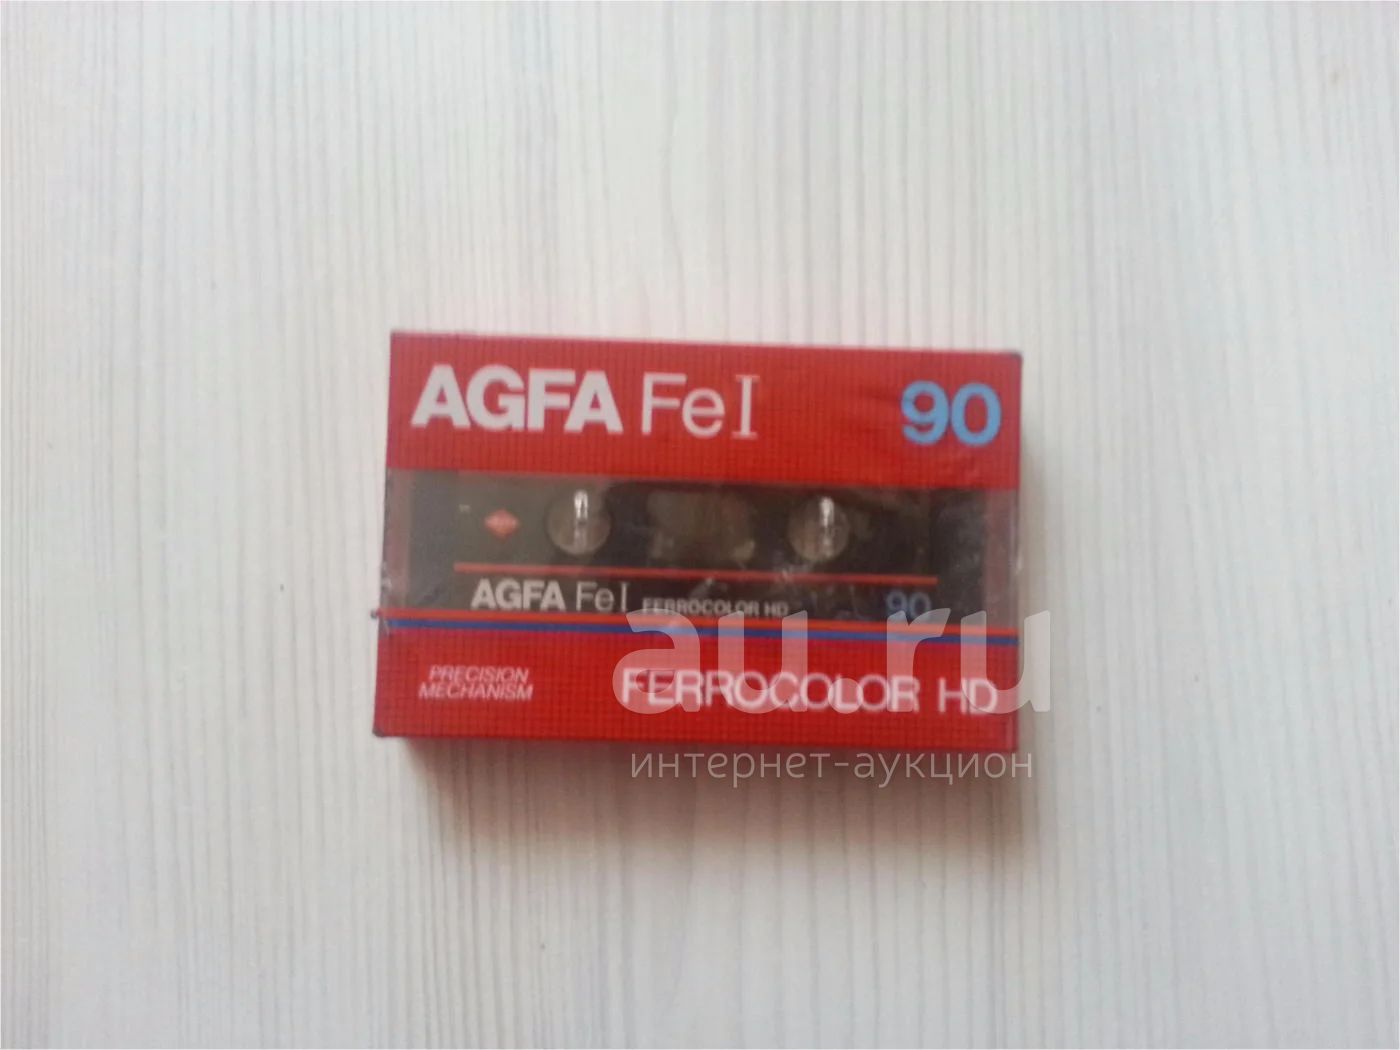 AGFA FeI 90
AGFA FeI FERROCOLOR HD 90
PRECISION
MECHANISM
FERROCOLOR HD
au.ru
интернет-аукцион